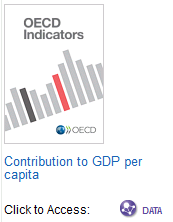 OECD
Indicators
OECD
Contribution to GDP per
capita
Click to Access: DATA